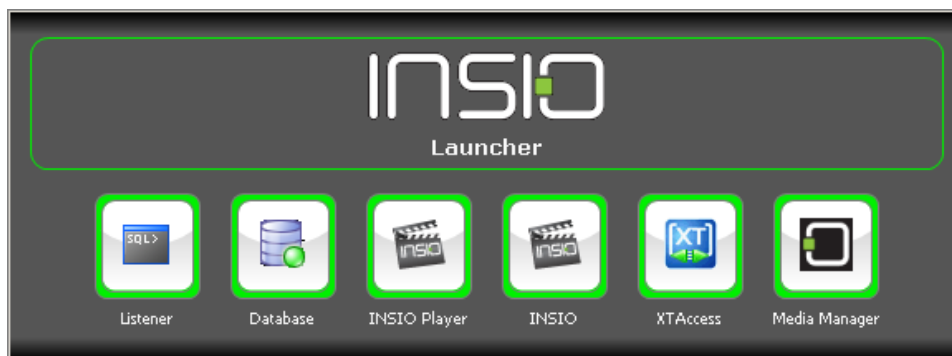 INSIO
Launcher
SQL>
INSIO
INSIO
XT
Listener
Database
INSIO Player
INSIO
XTAccess
Media Manager